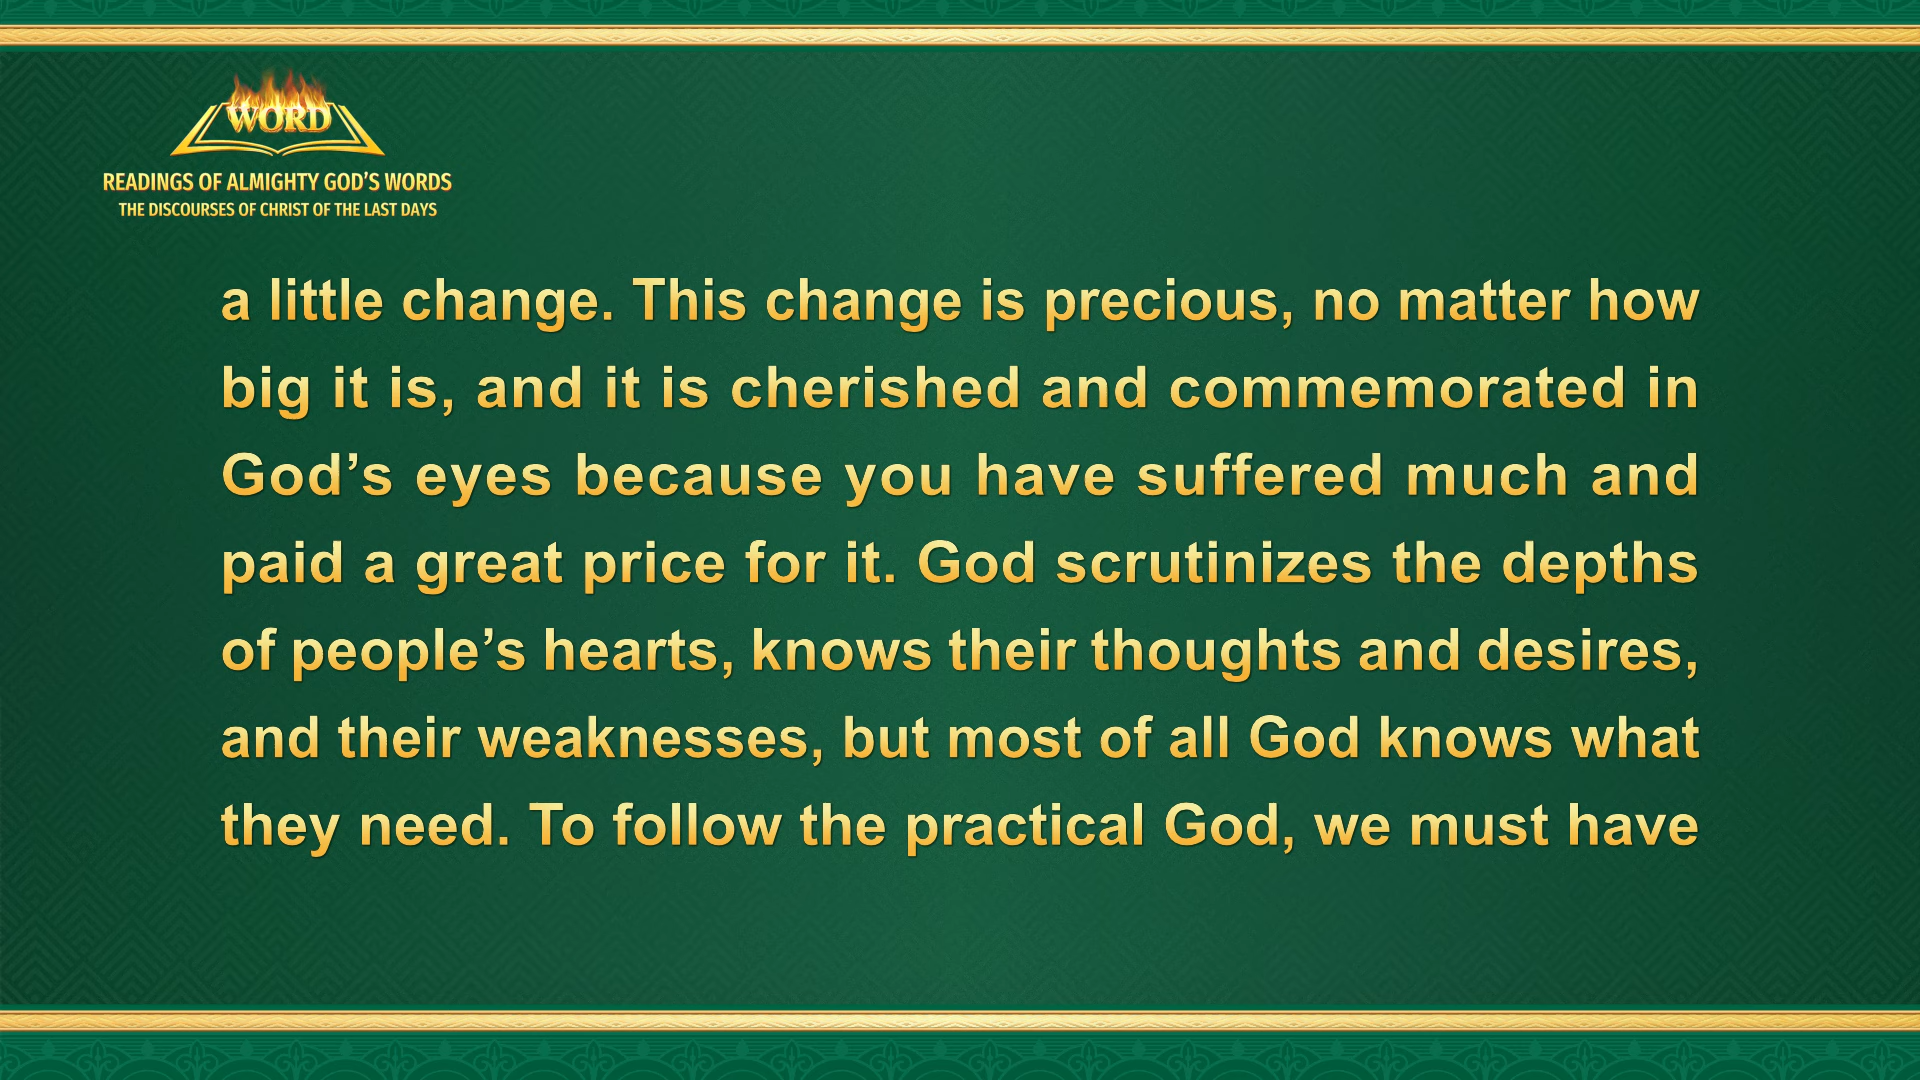 WORD
READINGS OF ALMIGHTY GOD’S WORDS
THE DISCOURSES OF CHRIST OF THE LAST DAYS
a little change. This change is precious, no matter how
big it is, and it is cherished and commemorated in
God’s eyes because you have suffered much and
paid a great price for it. God scrutinizes the depths
of people’s hearts, knows their thoughts and desires,
and their weaknesses, but most of all God knows what
they need. To follow the practical God, we must have